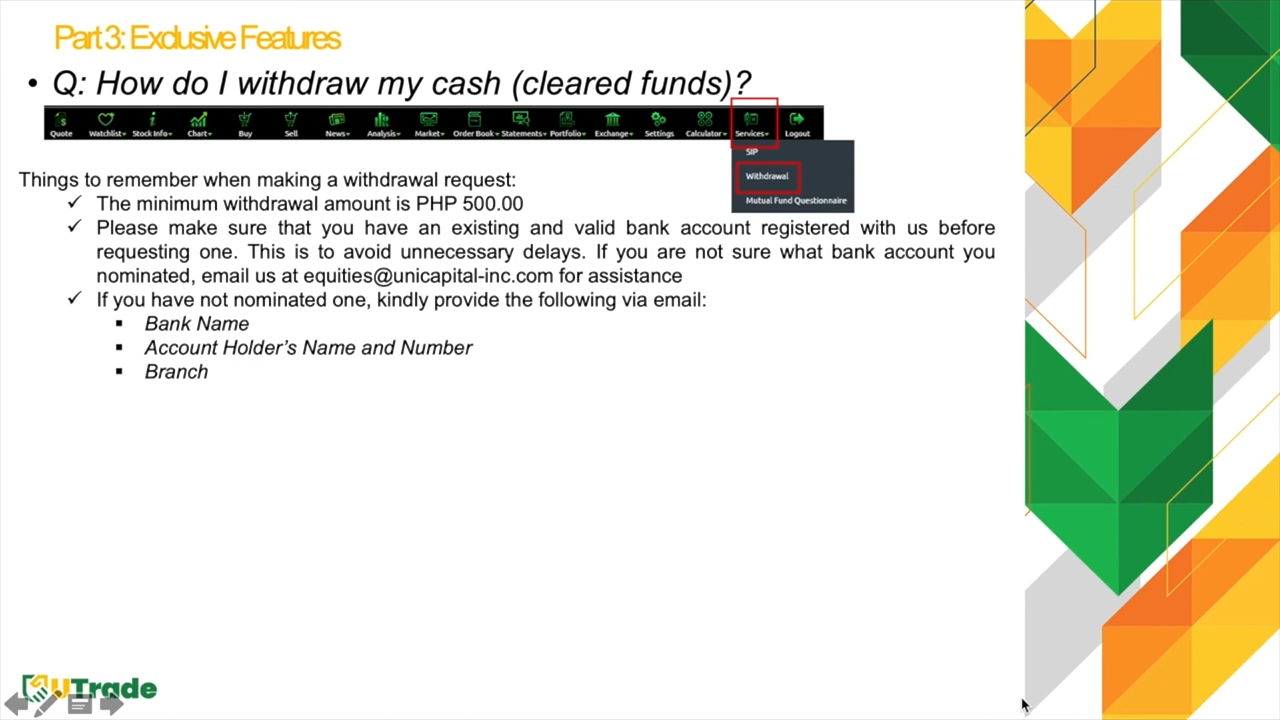 Part 3: Exclusive Features
• Q: How do I withdraw my cash (cleared funds)?
Quote Watchlist Stock Info Chart Buy Sell News Analysis Market Order Book Statements Portfolio Exchange Settings Calculator Services Logout
SIP
Withdrawal
Mutual Fund Questionnaire
Things to remember when making a withdrawal request:
✓ The minimum withdrawal amount is PHP 500.00
✓ Please make sure that you have an existing and valid bank account registered with us before
requesting one. This is to avoid unnecessary delays. If you are not sure what bank account you
nominated, email us at equities@unicapital-inc.com for assistance
✓ If you have not nominated one, kindly provide the following via email:
▪ Bank Name
▪ Account Holder’s Name and Number
▪ Branch
UTrade